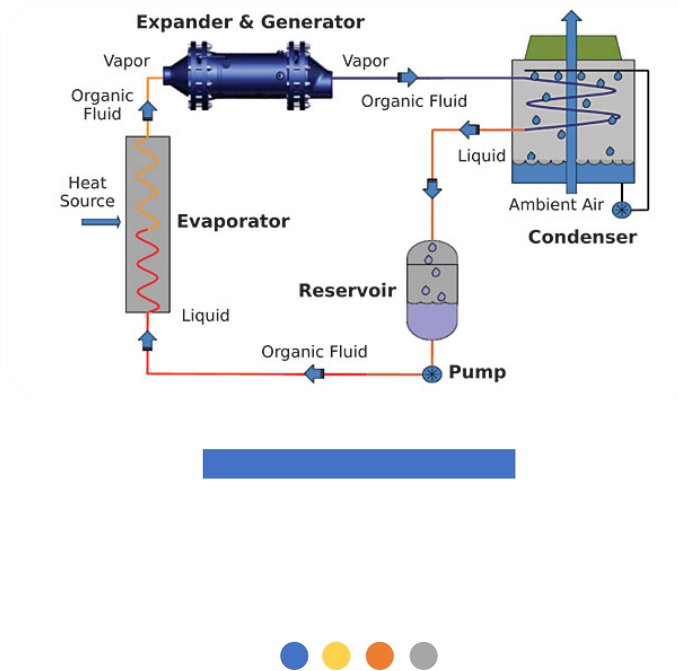 Expander & Generator
Vapor
Vapor
Organic
Fluid
Organic Fluid
Liquid
Heat
Source
Evaporator
Ambient Air
Condenser
Reservoir
Liquid
Organic Fluid
Pump